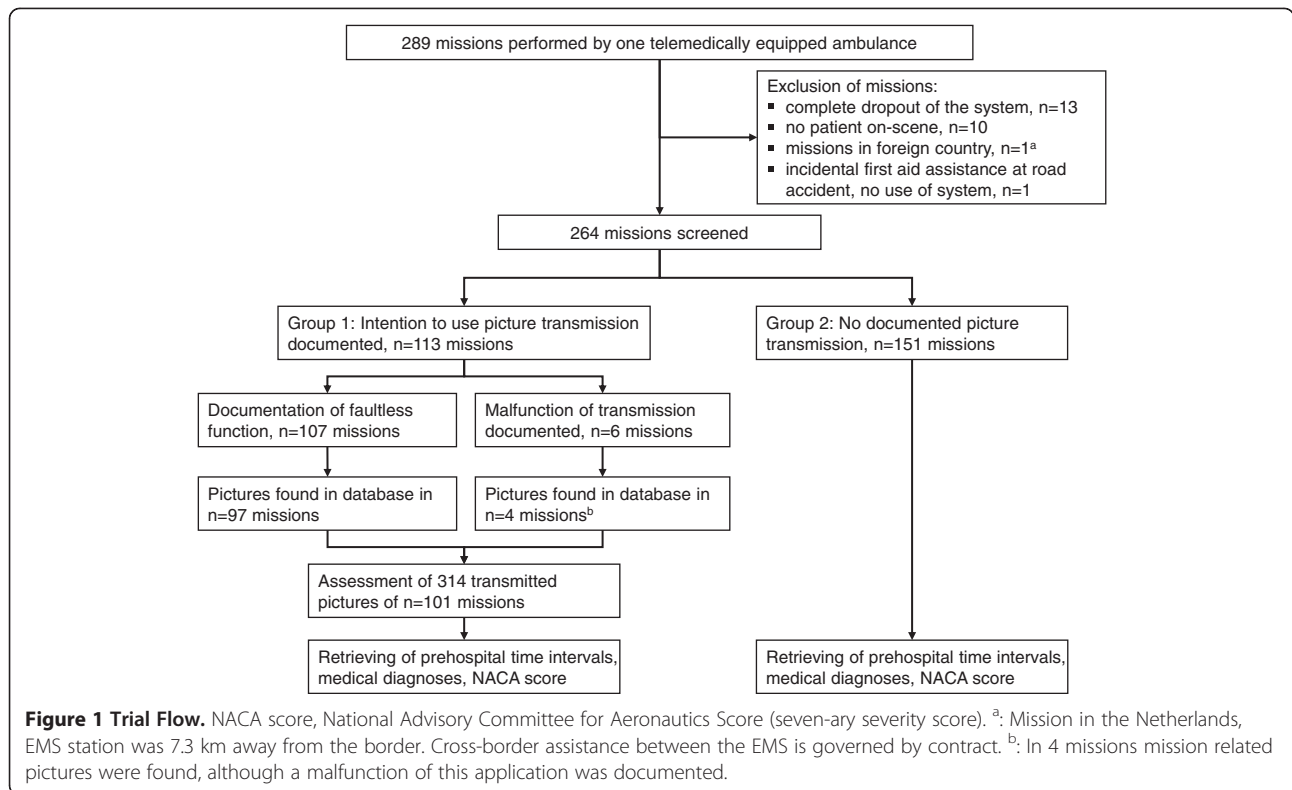 289 missions performed by one telemedically equipped ambulance
Exclusion of missions:
▪ complete dropout of the system, n=13
▪ no patient on-scene, n=10
▪ missions in foreign country, n=1a
▪ incidental first aid assistance at road
accident, no use of system, n=1
264 missions screened
Group 1: Intention to use picture transmission
documented, n=113 missions
Group 2: No documented picture
transmission, n=151 missions
Documentation of faultless
function, n=107 missions
Malfunction of transmission
documented, n=6 missions
Pictures found in database in
n=97 missions
Pictures found in database in
n=4 missionsb
Assessment of 314 transmitted
pictures of n=101 missions
Retrieving of prehospital time intervals,
medical diagnoses, NACA score
Retrieving of prehospital time intervals,
medical diagnoses, NACA score
Figure 1 Trial Flow. NACA score, National Advisory Committee for Aeronautics Score (seven-ary severity score). a: Mission in the Netherlands,
EMS station was 7.3 km away from the border. Cross-border assistance between the EMS is governed by contract. b: In 4 missions mission related
pictures were found, although a malfunction of this application was documented.